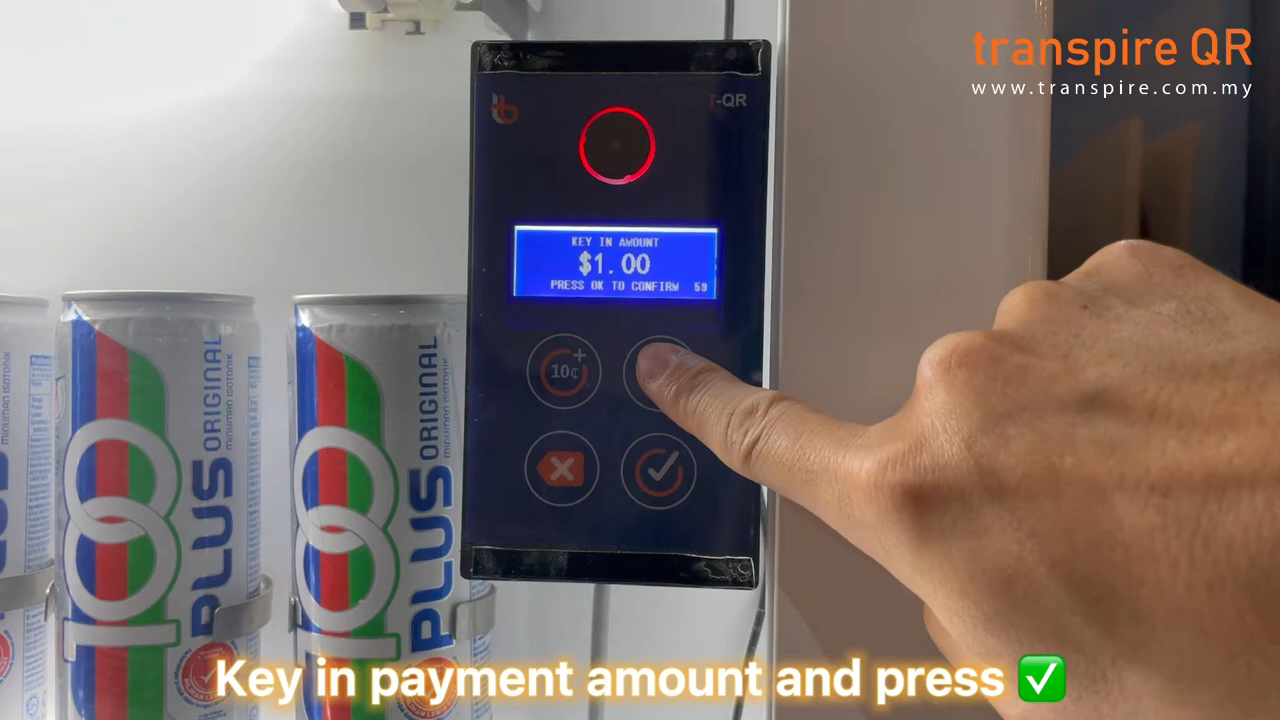 transpire QR
www.transpire.com.my
T-QR
KEY IN AMOUNT
$1.00
PRESS OK TO CONFIRM 59
10¢+
100 PLUS ORIGINAL
MINUMAN ISOTONIK
100 PLUS ORIGINAL
MINUMAN ISOTONIK
Key in payment amount and press ✅